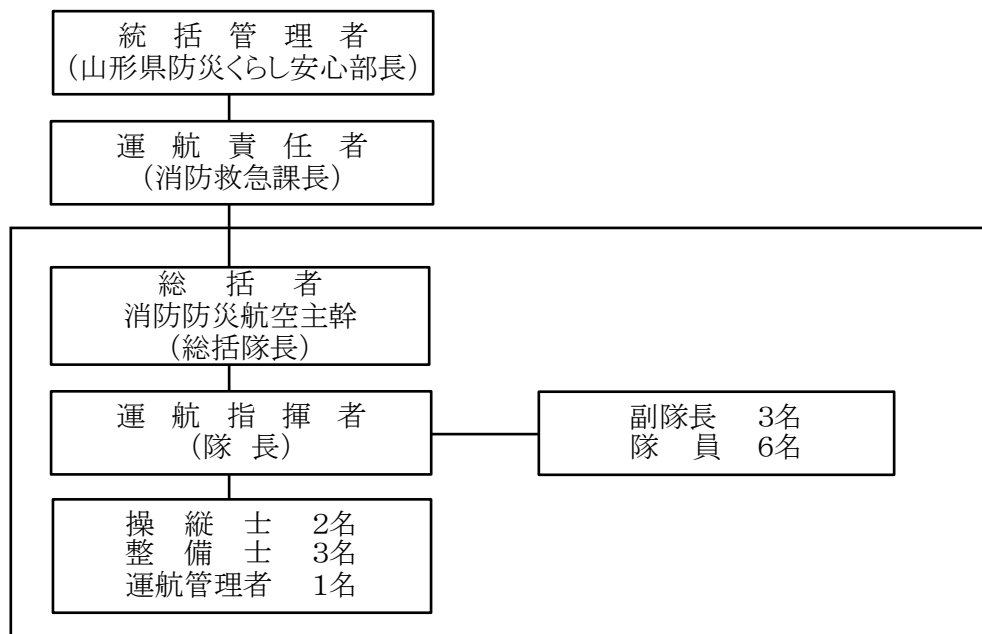 統括管理者
(山形県防災くらし安心部長)
運航責任者
(消防救急課長)
総括者
消防防災航空主幹
(総括隊長)
運航指揮者
(隊長)
副隊長 3名
隊員 6名
操縦士 2名
整備士 3名
運航管理者 1名